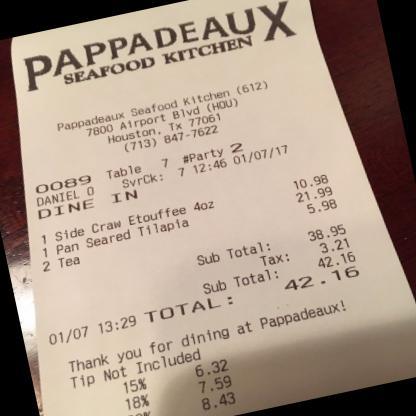 PAPPADEAUX
SEAFOOD KITCHEN
Pappadeaux Seafood Kitchen (612)
7800 Airport Blvd (HOU)
Houston, Tx 77061
(713) 847-7622
0089 Table 7 #Party 2
DANIEL O SvrCk: 7 12:46 01/07/17
DINE IN
1 Side Craw Etouffee 4oz 10.98
1 Pan Seared Tilapia 21.99
2 Tea 5.98
Sub Total: 38.95
Tax: 3.21
Sub Total: 42.16
01/07 13:29 TOTAL: 42.16
Thank you for dining at Pappadeaux!
Tip Not Included
15% 6.32
18% 7.59
8.43